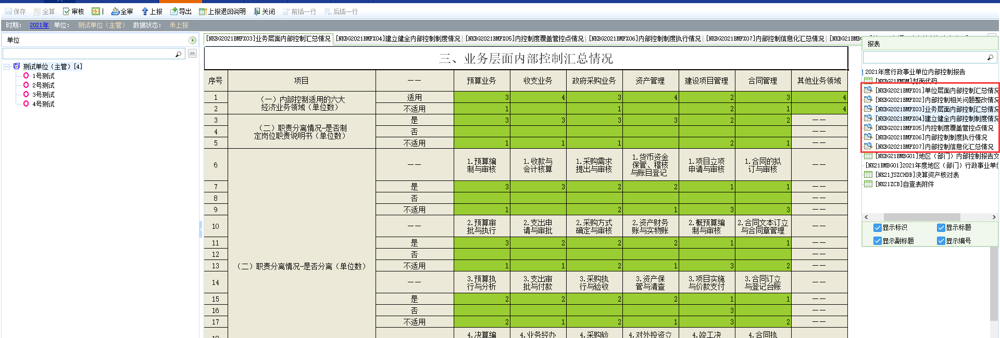 保存 全算 审核 全审 上报 导出 上报退回说明 关闭 前插一行 后插一行
时期: 2021年 单位: 测试单位（主管） 数据状态: 未上报
单位
测试单位（主管）[4]
1号测试
2号测试
3号测试
4号测试
[NKBG2021BMFX03]业务层面内部控制汇总情况 [NKBG2021BMFX04]建立健全内部控制制度情况 [NKBG2021BMFX05]内控制度覆盖管控点情况 [NKBG2021BMFX06]内部控制制度执行情况 [NKBG2021BMFX07]内部控制信息化汇总情况 [NKBG21BMBG
三、业务层面内部控制汇总情况
序号 项目 —— 预算业务 收支业务 政府采购业务 资产管理 建设项目管理 合同管理 其他业务领域
1 （一）内部控制适用的六大 适用 3 4 3 4 2 3 4
2 经济业务领域（单位数） 不适用 1 1 2 1 4
3 是 3 3 3 3 2 2 ——
4 （二）职责分离情况-是否制 否 ——
定岗位职责说明书（单位数）
5 不适用 1 1 1 2 1 ——
6 —— 1.预算编制与审核 1.收款与会计核算 1.采购需求提出与审核 1.货币资金保管、稽核与账目登记 1.项目立项申请与审核 1.合同的拟订与审核 ——
7 是 3 3 2 2 1 1 ——
8 否 ——
9 不适用 1 2 1 3 3 ——
10 —— 2.预算审批与执行 2.支出申请与审批 2.采购方式确定与审核 2.资产财务账与实物账 2.概预算编制与审核 2.合同文本订立与合同章管理 ——
11 是 3 2 2 2 1 1 ——
12 否 ——
13 （二）职责分离情况-是否分离（单位数） 不适用 1 1 2 1 3 2 ——
14 —— 3.预算执行与分析 3.支出审批与付款 3.采购执行与验收 3.资产保管与清查 3.项目实施与价款支付 3.合同订立与登记台账 ——
15 是 2 2 2 2 1 1 ——
16 否 3 ——
17 不适用 2 1 2 1 3 2 ——
4.决算编 4.业务经办 4.采购验 4.对外投资立 4.竣工决 4.合同执
报表
2021年度行政事业单位内部控制报告
[NKBG21FMDM]封面代码
[NKBG2021BMFX01]单位层面内部控制汇总情况
[NKBG2021BMFX02]内部控制相关问题整改情况
[NKBG2021BMFX03]业务层面内部控制汇总情况
[NKBG2021BMFX04]建立健全内部控制制度情况
[NKBG2021BMFX05]内控制度覆盖管控点情况
[NKBG2021BMFX06]内部控制制度执行情况
[NKBG2021BMFX07]内部控制信息化汇总情况
[NKBG21BMBG01]地区（部门）内部控制报告文
[NK21BMBG01]2021年度地区（部门）行政事业单位
[NK21JSZCHDB]决算资产核对表
[NK21ZCB]自查表附件
显示标识 显示标题
显示副标题 显示编号